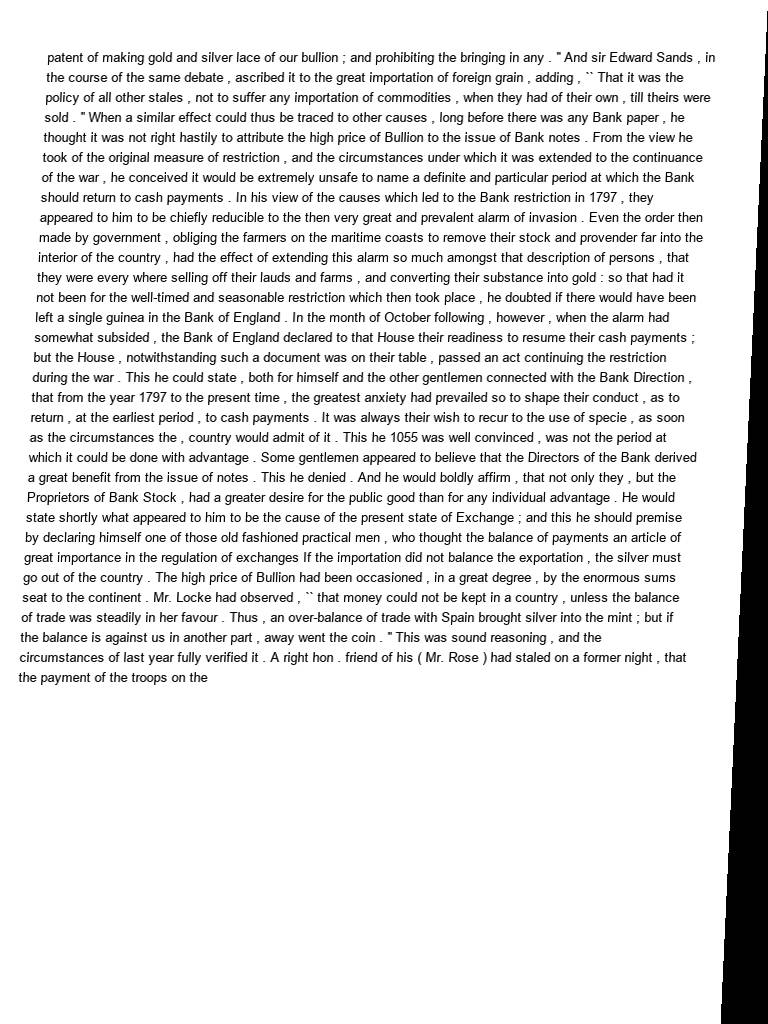 patent of making gold and silver lace of our bullion ; and prohibiting the bringing in any . " And sir Edward Sands , in
the course of the same debate , ascribed it to the great importation of foreign grain , adding , `` That it was the
policy of all other stales , not to suffer any importation of commodities , when they had of their own , till theirs were
sold . " When a similar effect could thus be traced to other causes , long before there was any Bank paper , he
thought it was not right hastily to attribute the high price of Bullion to the issue of Bank notes . From the view he
took of the original measure of restriction , and the circumstances under which it was extended to the continuance
of the war , he conceived it would be extremely unsafe to name a definite and particular period at which the Bank
should return to cash payments . In his view of the causes which led to the Bank restriction in 1797 , they
appeared to him to be chiefly reducible to the then very great and prevalent alarm of invasion . Even the order then
made by government , obliging the farmers on the maritime coasts to remove their stock and provender far into the
interior of the country , had the effect of extending this alarm so much amongst that description of persons , that
they were every where selling off their lauds and farms , and converting their substance into gold : so that had it
not been for the well-timed and seasonable restriction which then took place , he doubted if there would have been
left a single guinea in the Bank of England . In the month of October following , however , when the alarm had
somewhat subsided , the Bank of England declared to that House their readiness to resume their cash payments ;
but the House , notwithstanding such a document was on their table , passed an act continuing the restriction
during the war . This he could state , both for himself and the other gentlemen connected with the Bank Direction ,
that from the year 1797 to the present time , the greatest anxiety had prevailed so to shape their conduct , as to
return , at the earliest period , to cash payments . It was always their wish to recur to the use of specie , as soon
as the circumstances the , country would admit of it . This he 1055 was well convinced , was not the period at
which it could be done with advantage . Some gentlemen appeared to believe that the Directors of the Bank derived
a great benefit from the issue of notes . This he denied . And he would boldly affirm , that not only they , but the
Proprietors of Bank Stock , had a greater desire for the public good than for any individual advantage . He would
state shortly what appeared to him to be the cause of the present state of Exchange ; and this he should premise
by declaring himself one of those old fashioned practical men , who thought the balance of payments an article of
great importance in the regulation of exchanges If the importation did not balance the exportation , the silver must
go out of the country . The high price of Bullion had been occasioned , in a great degree , by the enormous sums
seat to the continent . Mr. Locke had observed , `` that money could not be kept in a country , unless the balance
of trade was steadily in her favour . Thus , an over-balance of trade with Spain brought silver into the mint ; but if
the balance is against us in another part , away went the coin . " This was sound reasoning , and the
circumstances of last year fully verified it . A right hon . friend of his ( Mr. Rose ) had staled on a former night , that
the payment of the troops on the